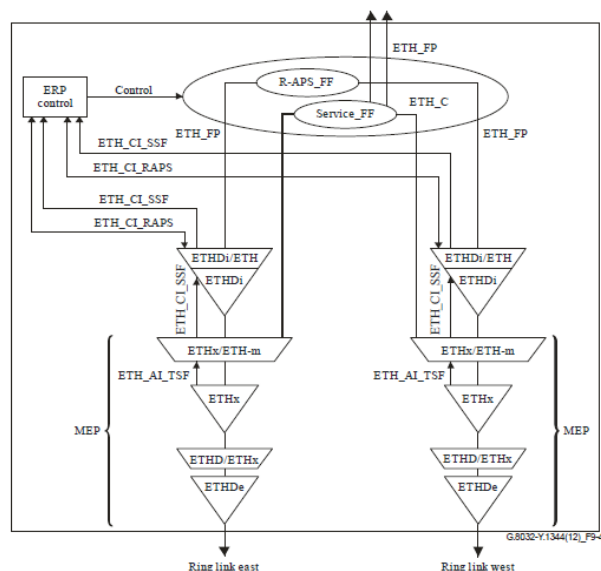 ETH_FP
ERP
control
Control
R-APS_FF
Service_FF
ETH_C
ETH_FP
ETH_FP
ETH_CI_SSF
ETH_CI_RAPS
ETH_CI_SSF
ETH_CI_RAPS
ETHDi/ETH
ETHDi
ETH_CI_SSF
ETHDi/ETH
ETHDi
ETH_CI_SSF
ETHx/ETH-m
ETHx/ETH-m
ETH_AI_TSF
ETH_AI_TSF
ETHx
ETHx
MEP
MEP
ETHD/ETHx
ETHD/ETHx
ETHDe
ETHDe
G.8032-Y.1344(12)_F9-4
Ring link east
Ring link west